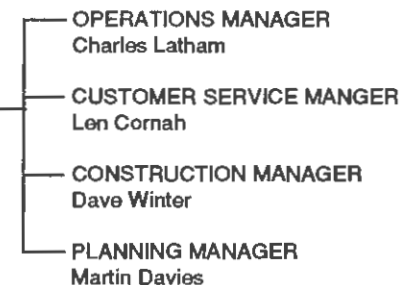 OPERATIONS MANAGER
Charles Latham
CUSTOMER SERVICE MANGER
Len Cornah
CONSTRUCTION MANAGER
Dave Winter
PLANNING MANAGER
Martin Davies